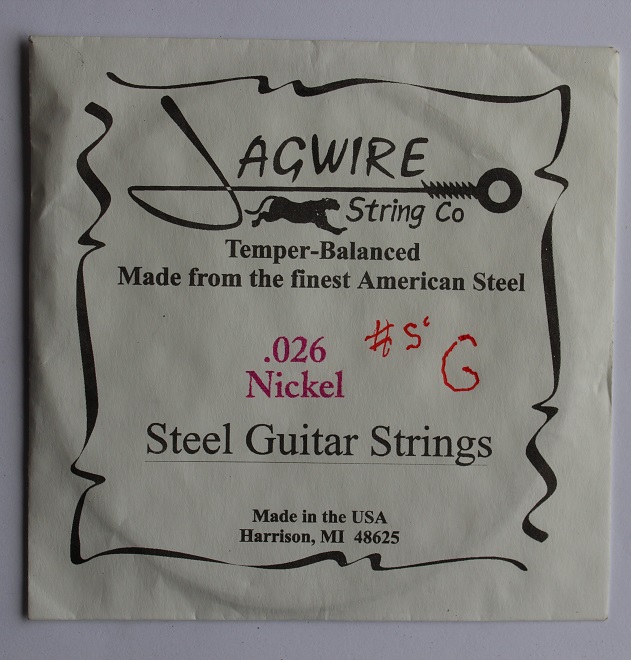 JAGWIRE
String Co
Temper-Balanced
Made from the finest American Steel
.026 #5' G
Nickel
Steel Guitar Strings
Made in the USA
Harrison, MI 48625